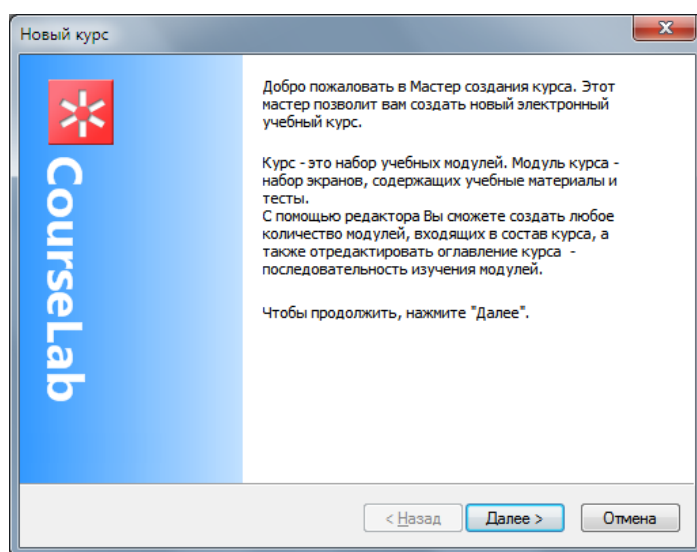 Новый курс
CourseLab
Добро пожаловать в Мастер создания курса. Этот
мастер позволит вам создать новый электронный
учебный курс.
Курс - это набор учебных модулей. Модуль курса -
набор экранов, содержащих учебные материалы и
тесты.
С помощью редактора Вы сможете создать любое
количество модулей, входящих в состав курса, а
также отредактировать оглавление курса  -
последовательность изучения модулей.
Чтобы продолжить, нажмите "Далее".
< Назад
Далее >
Отмена